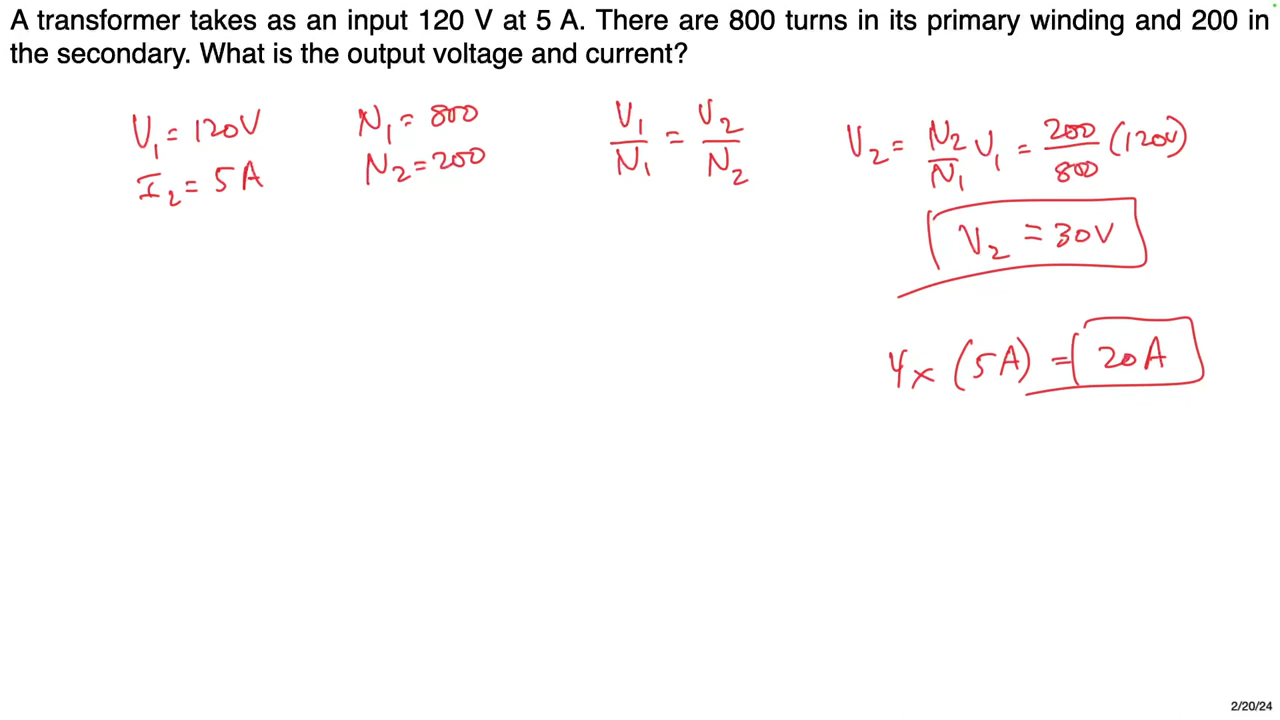 A transformer takes as an input 120 V at 5 A. There are 800 turns in its primary winding and 200 in
the secondary. What is the output voltage and current?
V₁ = 120V
I₂ = 5A
N₁ = 800
N₂ = 200
V₁/N₁ = V₂/N₂
V₂ = N₂/N₁ V₁ = 200/800 (120V)
V₂ = 30V
4x (5A) = 20A
2/20/24